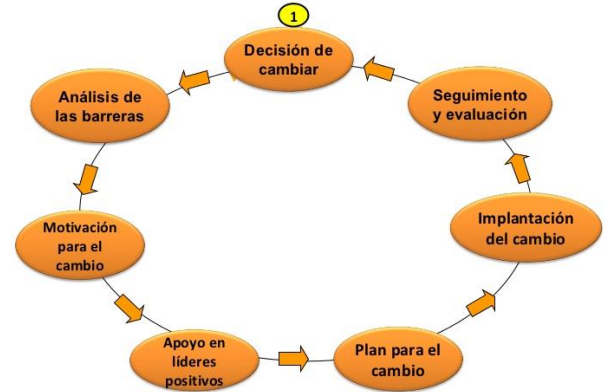 1
Decisión de
cambiar
Análisis de
las barreras
Motivación
para el
cambio
Apoyo en
líderes
positivos
Plan para el
cambio
Implantación
del cambio
Seguimiento
y evaluación